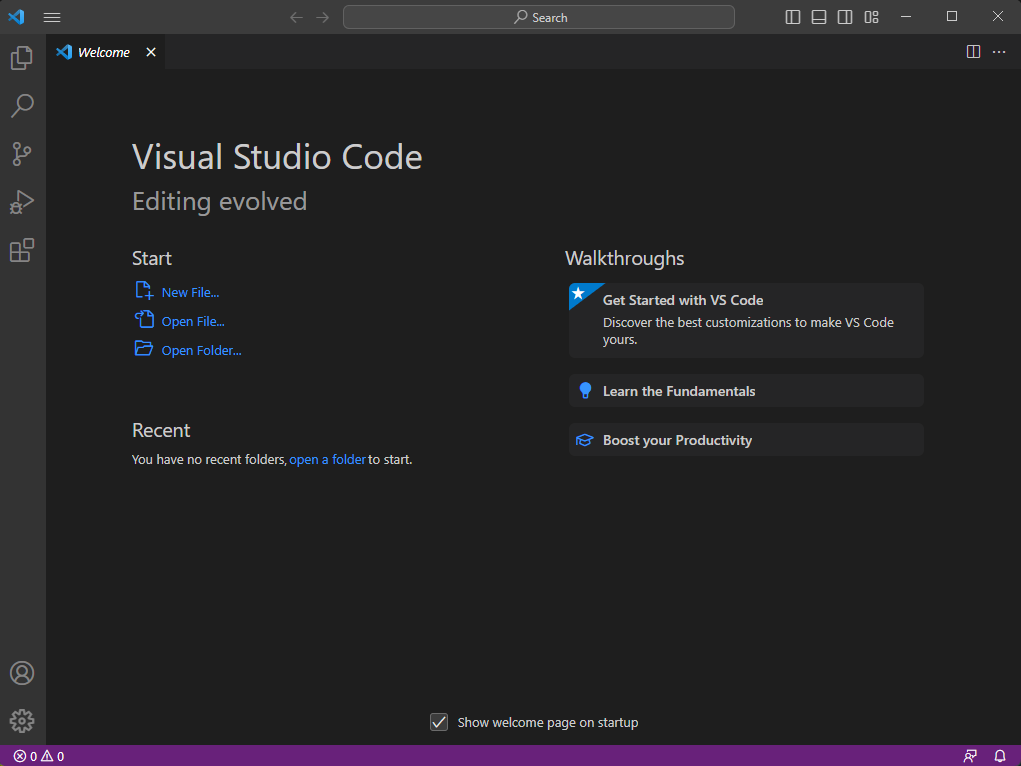 Search
Welcome
Visual Studio Code
Editing evolved
Start
New File...
Open File...
Open Folder...
Recent
You have no recent folders, open a folder to start.
Walkthroughs
Get Started with VS Code
Discover the best customizations to make VS Code
yours.
Learn the Fundamentals
Boost your Productivity
Show welcome page on startup
0 0